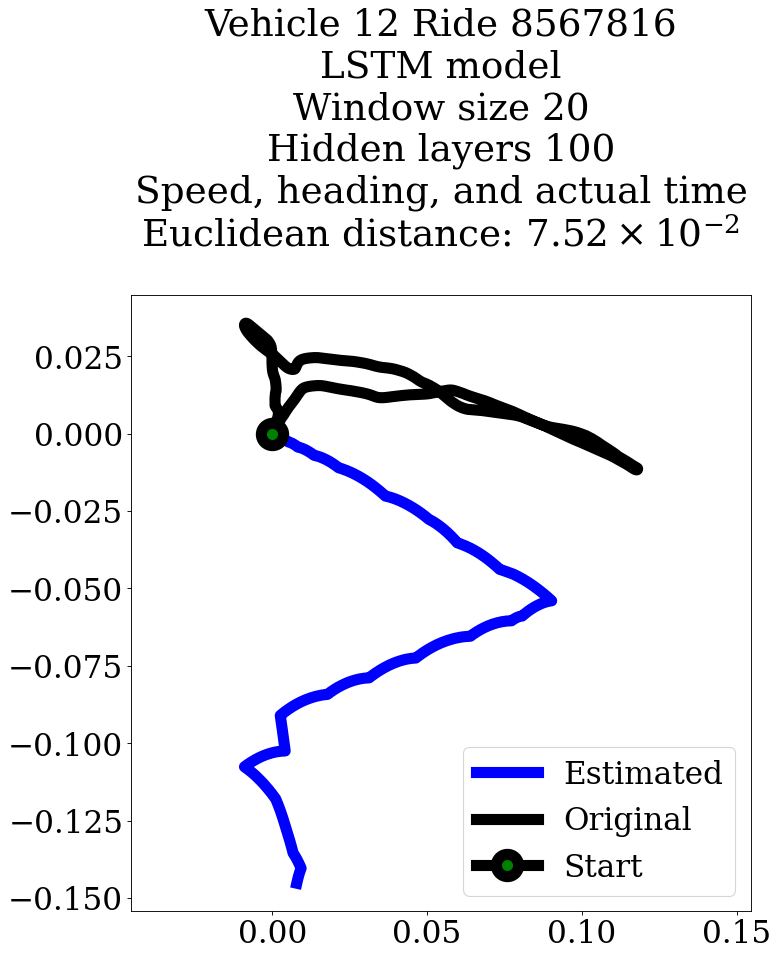 Vehicle 12 Ride 8567816
LSTM model
Window size 20
Hidden layers 100
Speed, heading, and actual time
Euclidean distance: 7.52 × 10⁻²
0.025
0.000
−0.025
−0.050
−0.075
−0.100
−0.125
−0.150
0.00 0.05 0.10 0.15
Estimated
Original
Start